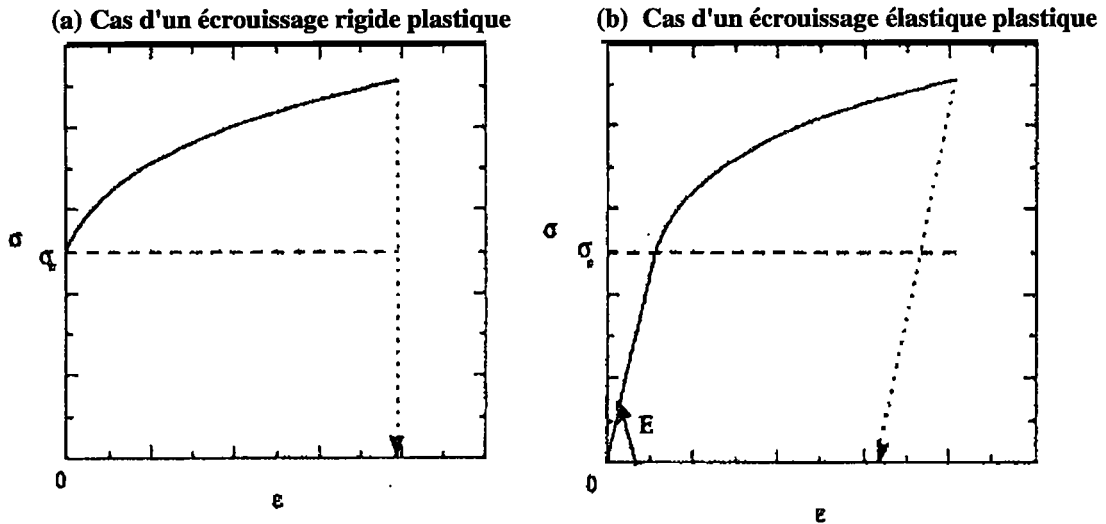 (a) Cas d'un écrouissage rigide plastique
(b) Cas d'un écrouissage élastique plastique
σ
σ
0
ε
σ
σ
E
0
ε